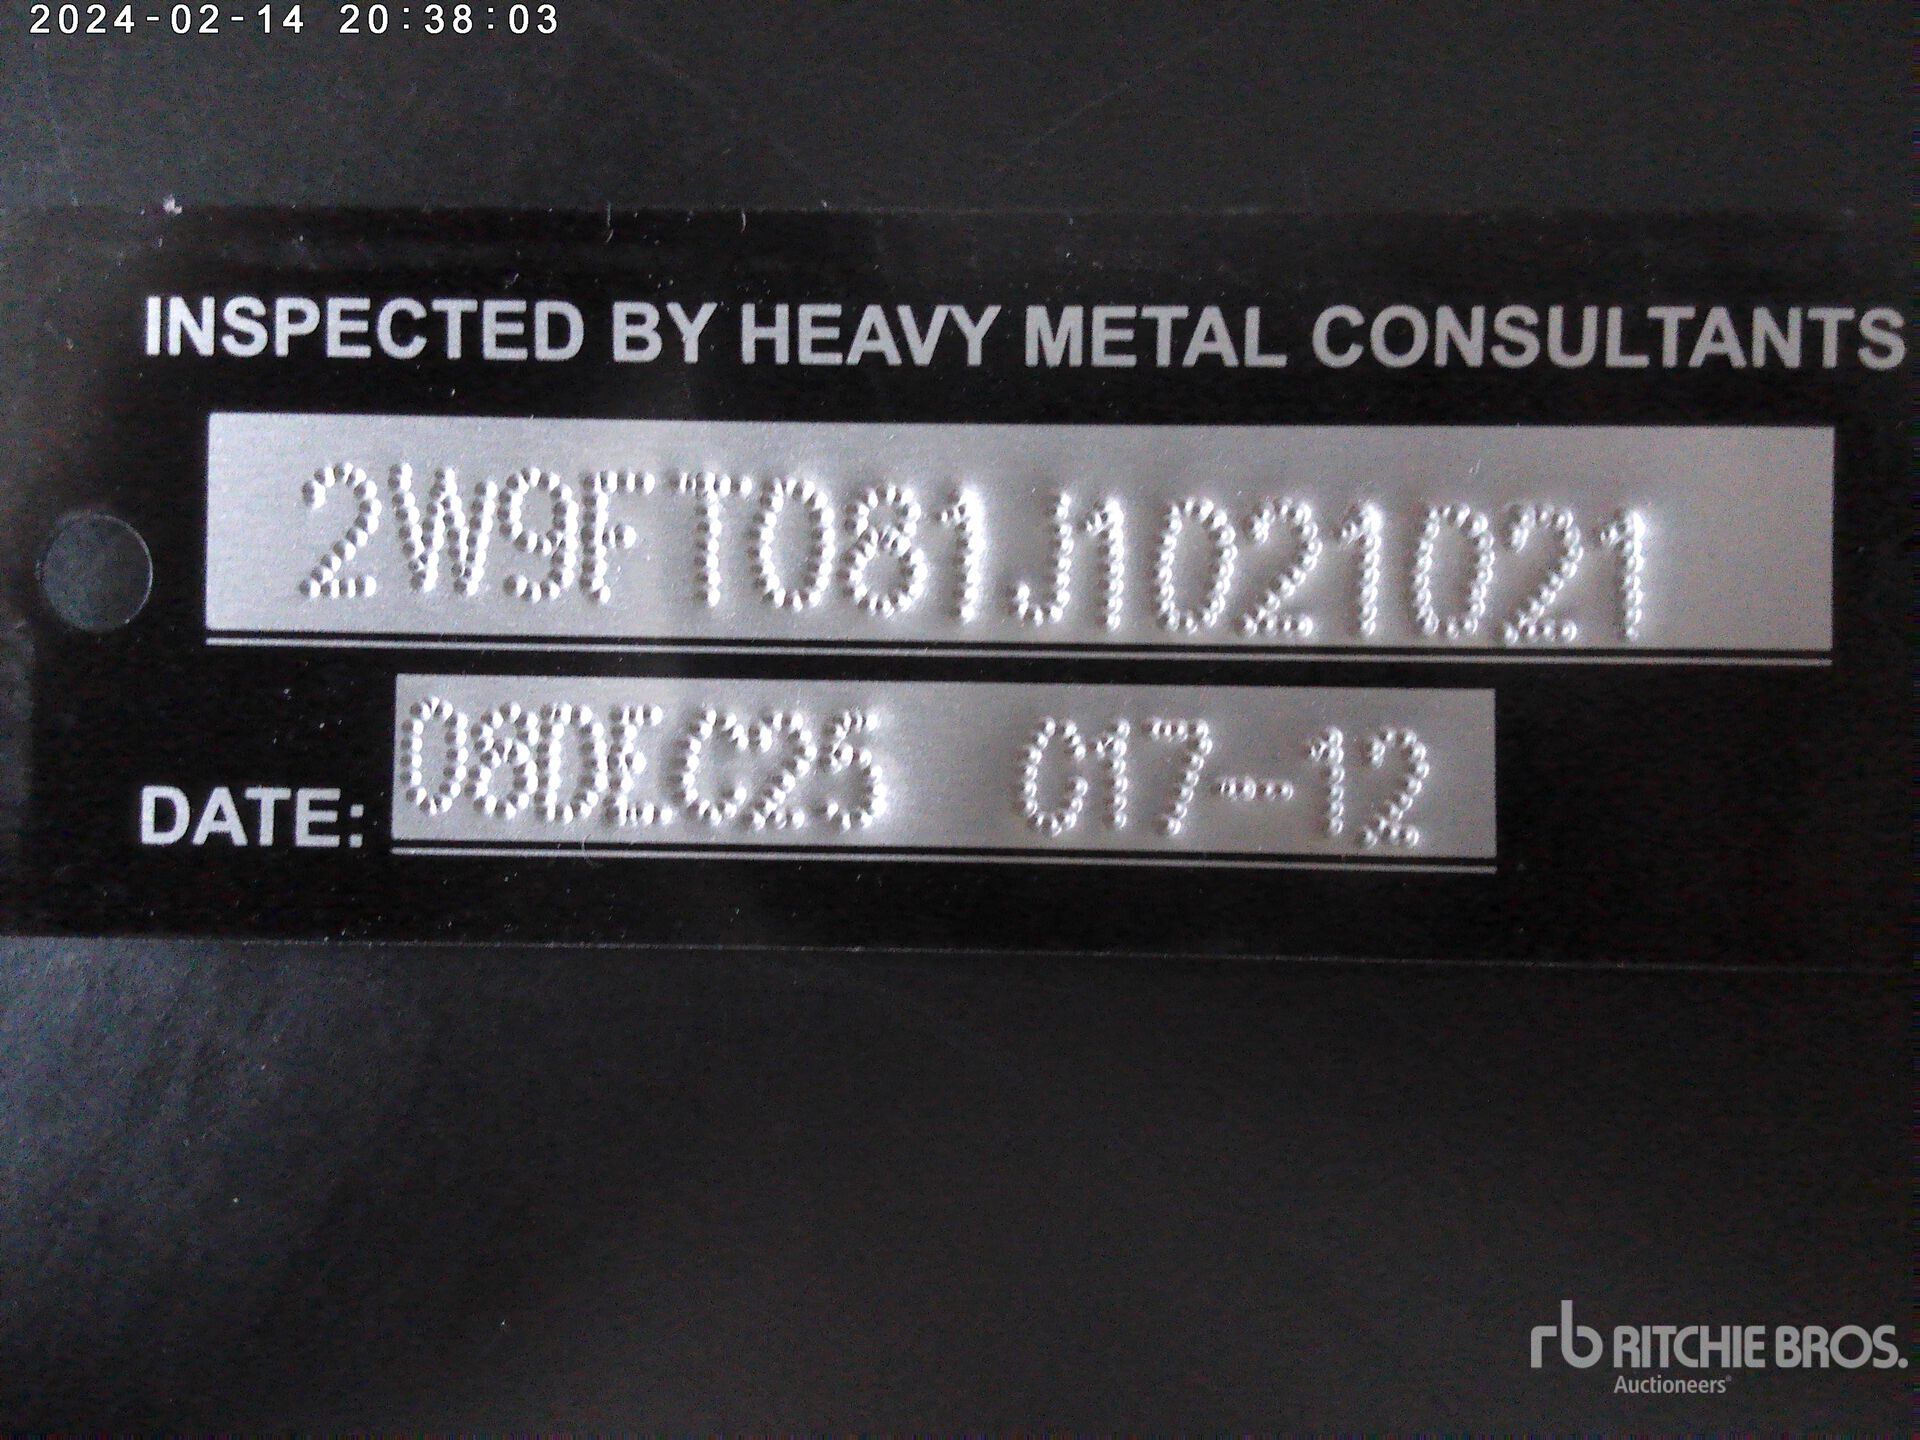 2024-02-14 20:38:03
INSPECTED BY HEAVY METAL CONSULTANTS
2W9FT081J1021021
DATE: 08DEC25 C17-12
rb RITCHIE BROS.
Auctioneers®